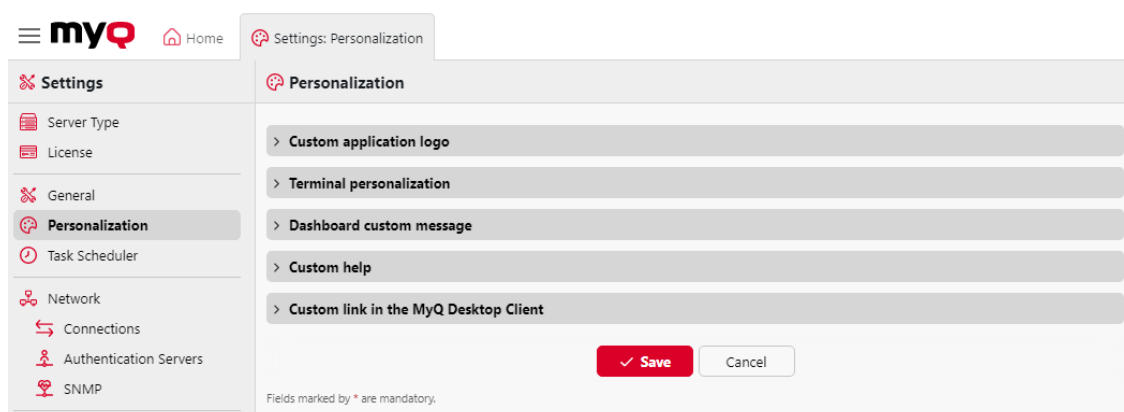 myQ
Home
Settings: Personalization
Settings
Server Type
License
General
Personalization
Task Scheduler
Network
Connections
Authentication Servers
SNMP
Personalization
Custom application logo
Terminal personalization
Dashboard custom message
Custom help
Custom link in the MyQ Desktop Client
Save
Cancel
Fields marked by * are mandatory.